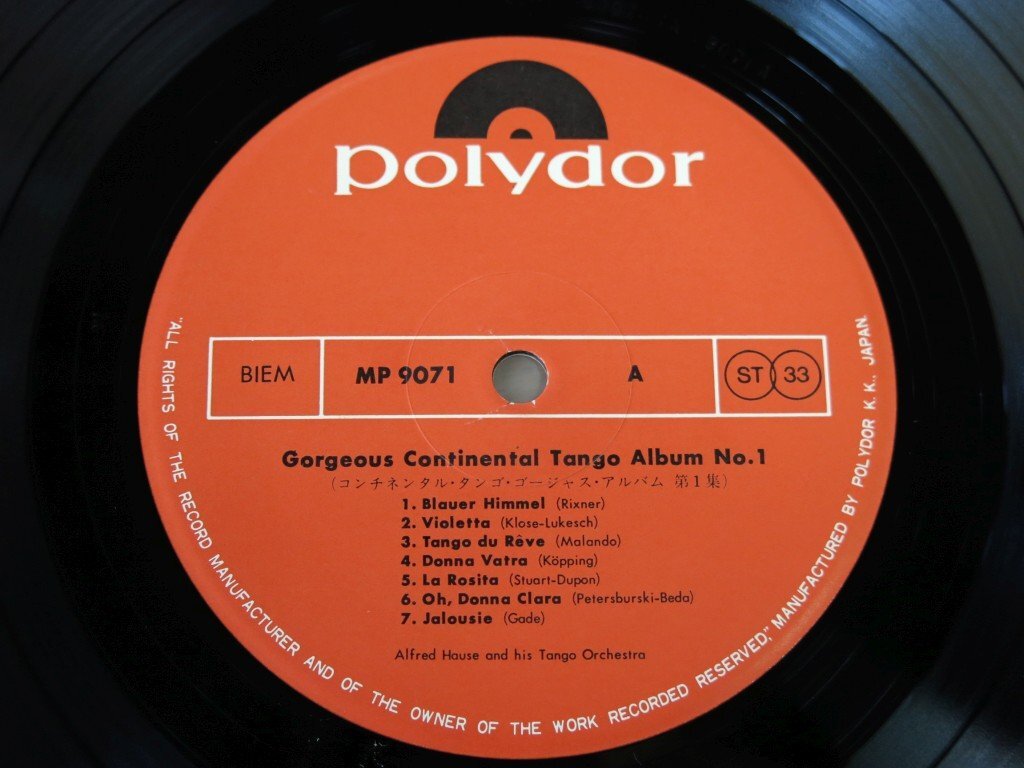 polydor
BIEM MP 9071 A ST 33
Gorgeous Continental Tango Album No.1
(コンチネンタル・タンゴ・ゴージャス・アルバム 第1集)
1. Blauer Himmel (Rixner)
2. Violetta (Klose-Lukesch)
3. Tango du Rêve (Malando)
4. Donna Vatra (Köpping)
5. La Rosita (Stuart-Dupon)
6. Oh, Donna Clara (Petersburski-Beda)
7. Jalousie (Gade)
Alfred Hause and his Tango Orchestra
"ALL RIGHTS OF THE RECORD MANUFACTURER AND OF THE OWNER OF THE WORK RECORDED RESERVED," MANUFACTURED BY POLYDOR K.K., JAPAN.